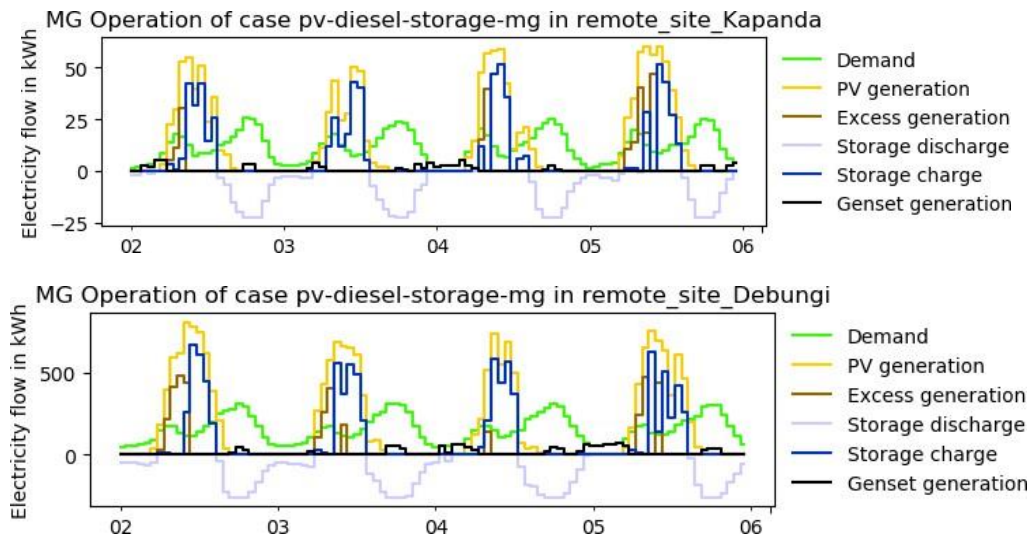 MG Operation of case pv-diesel-storage-mg in remote_site_Kapanda
Electricity flow in kWh
50
25
0
−25
02 03 04 05 06
Demand
PV generation
Excess generation
Storage discharge
Storage charge
Genset generation
MG Operation of case pv-diesel-storage-mg in remote_site_Debungi
Electricity flow in kWh
500
0
02 03 04 05 06
Demand
PV generation
Excess generation
Storage discharge
Storage charge
Genset generation